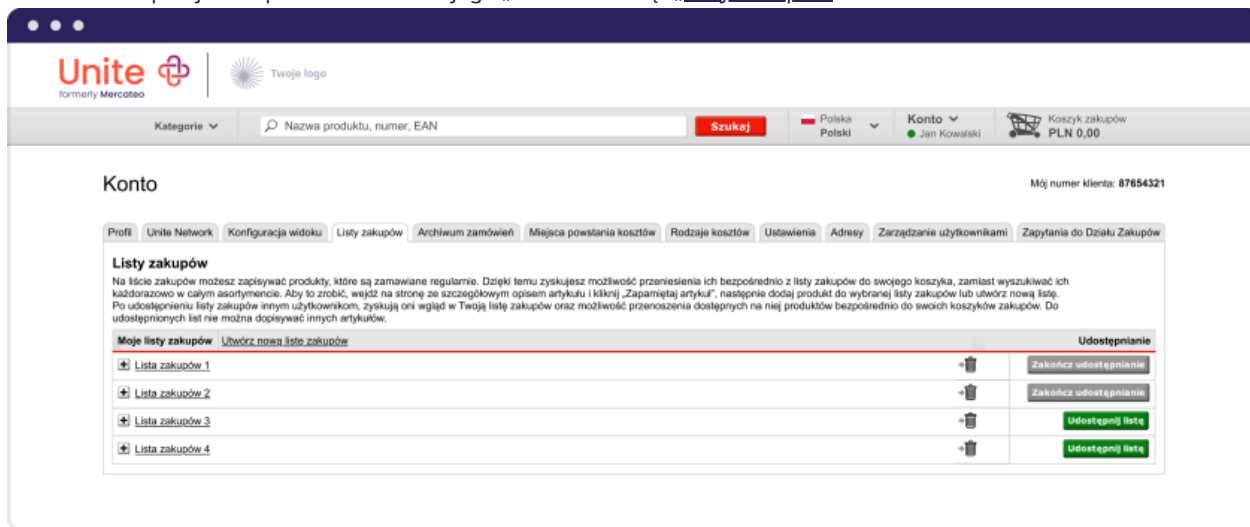 Unite
formerly Mercateo
Twoje logo
Kategorie
Nazwa produktu, numer, EAN
Szukaj
Polska
Polski
Konto
Jan Kowalski
Koszyk zakupów
PLN 0,00
Konto
Mój numer klienta: 87654321
Profil Unite Network Konfiguracja widoku Listy zakupów Archiwum zamówień Miejsca powstania kosztów Rodzaje kosztów Ustawienia Adresy Zarządzanie użytkownikami Zapytania do Działu Zakupów
Listy zakupów
Na liście zakupów możesz zapisywać produkty, które są zamawiane regularnie. Dzięki temu zyskujesz możliwość przeniesienia ich bezpośrednio z listy zakupów do swojego koszyka, zamiast wyszukiwać ich
każdorazowo w całym asortymencie. Aby to zrobić, wejdź na stronę ze szczegółowym opisem artykułu i kliknij „Zapamiętaj artykuł”, następnie dodaj produkt do wybranej listy zakupów lub utwórz nową listę.
Po udostępnieniu listy zakupów innym użytkownikom, zyskują oni wgląd w Twoją listę zakupów oraz możliwość przenoszenia dostępnych na niej produktów bezpośrednio do swoich koszyków zakupów. Do
udostępnionych list nie można dopisywać innych artykułów.
Moje listy zakupów Utwórz nową listę zakupów Udostępnianie
Lista zakupów 1 Zakończ udostępnianie
Lista zakupów 2 Zakończ udostępnianie
Lista zakupów 3 Udostępnij listę
Lista zakupów 4 Udostępnij listę